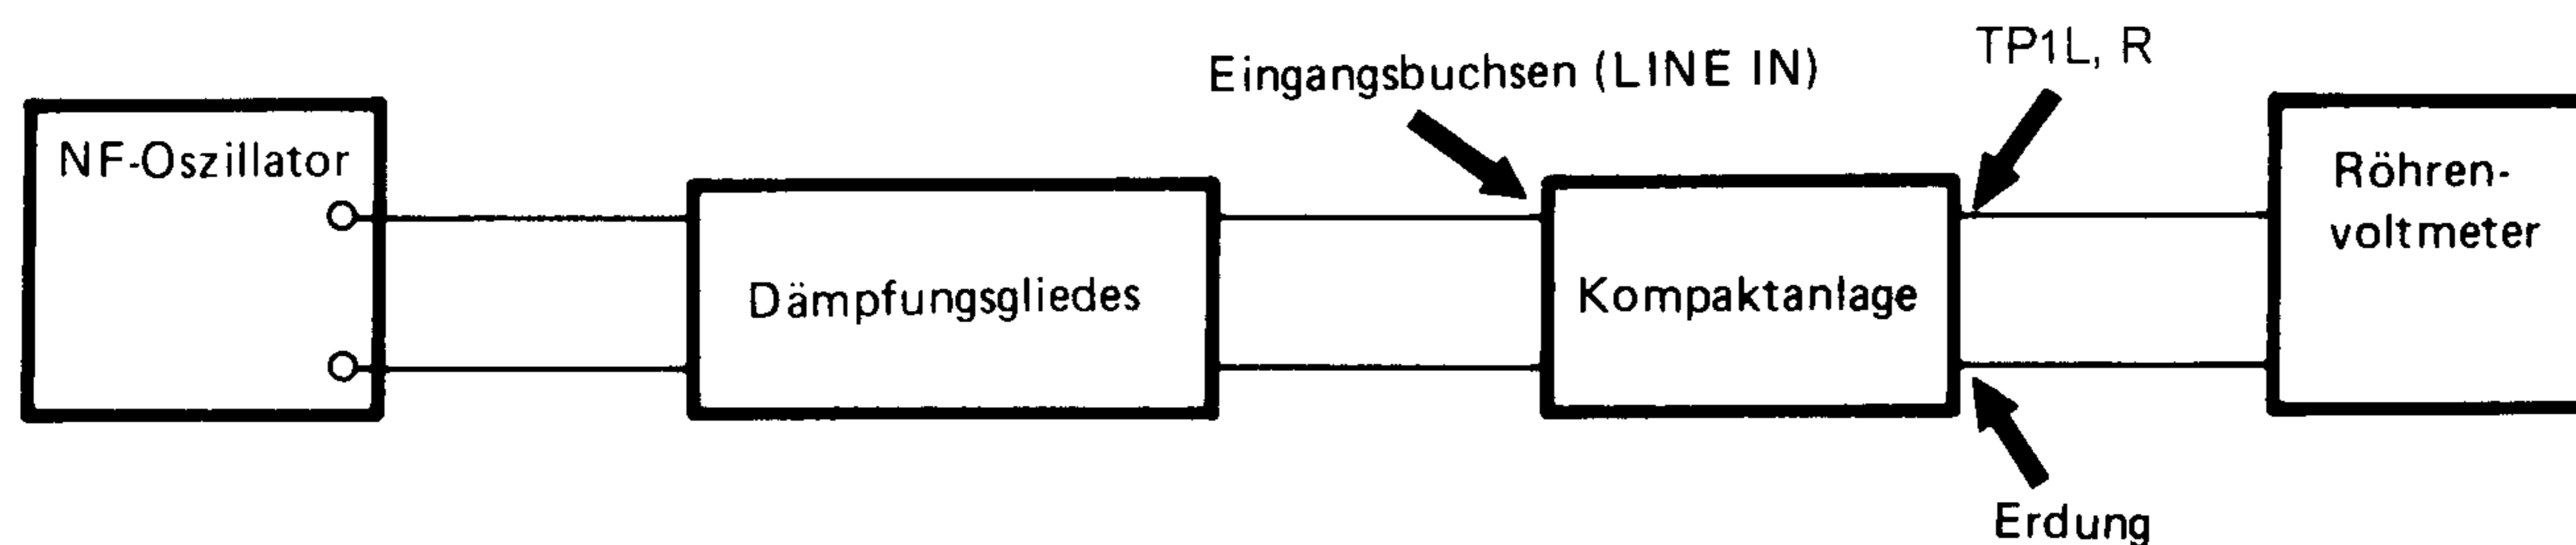 NF-Oszillator
Dämpfungsgliedes
Eingangsbuchsen (LINE IN)
Kompaktanlage
TP1L, R
Erdung
Röhren-
voltmeter